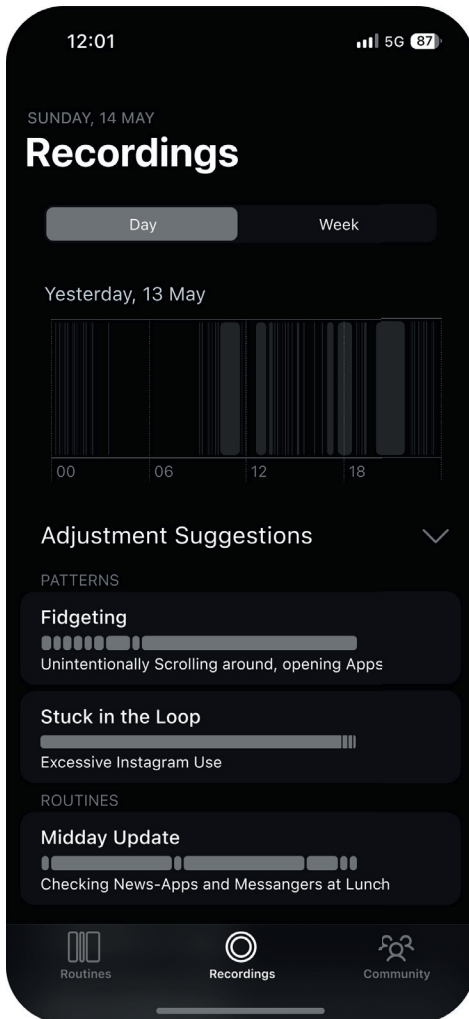 12:01 5G 87
SUNDAY, 14 MAY
Recordings
Day Week
Yesterday, 13 May
00 06 12 18
Adjustment Suggestions
PATTERNS
Fidgeting
Unintentionally Scrolling around, opening Apps
Stuck in the Loop
Excessive Instagram Use
ROUTINES
Midday Update
Checking News-Apps and Messangers at Lunch
Routines Recordings Community